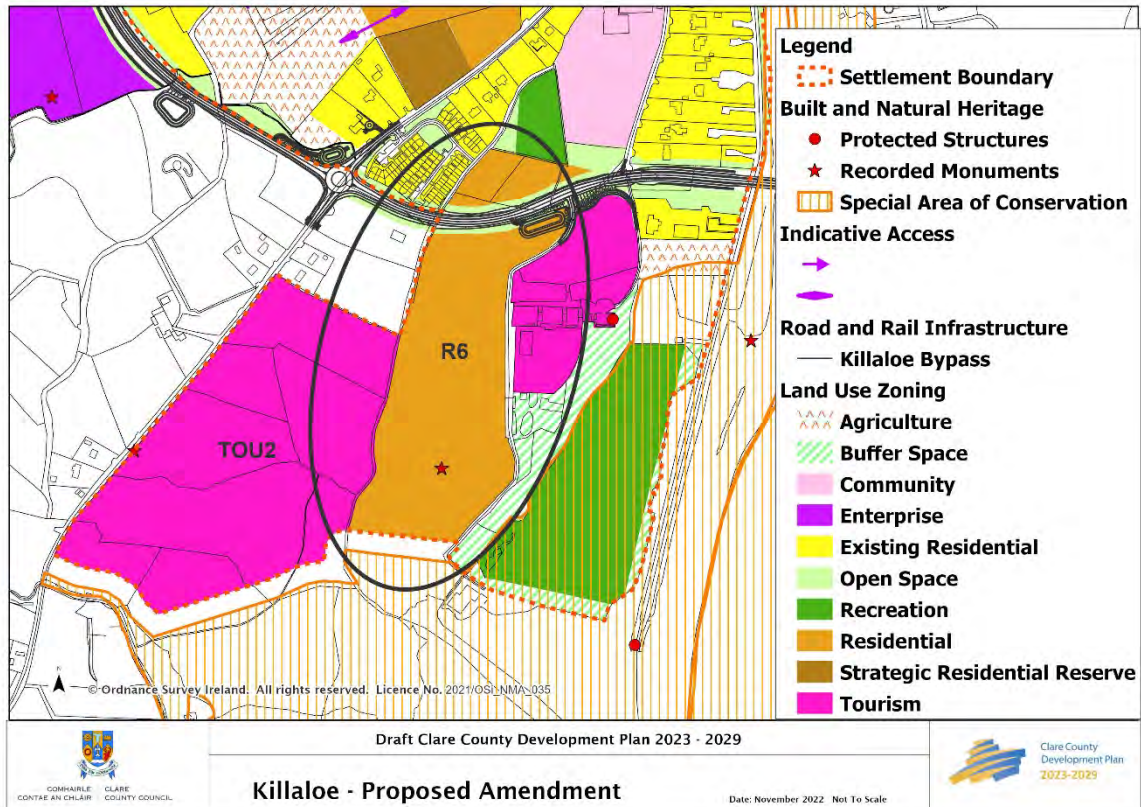 Legend
Settlement Boundary
Built and Natural Heritage
Protected Structures
Recorded Monuments
Special Area of Conservation
Indicative Access
Road and Rail Infrastructure
Killaloe Bypass
Land Use Zoning
Agriculture
Buffer Space
Community
Enterprise
Existing Residential
Open Space
Recreation
Residential
Strategic Residential Reserve
Tourism
R6
TOU2
N
© Ordnance Survey Ireland. All rights reserved. Licence No. 2021/OSi_NMA_035
COMHAIRLE CONTAE AN CHLÁIR
CLARE COUNTY COUNCIL
Draft Clare County Development Plan 2023 - 2029
Killaloe - Proposed Amendment
Date: November 2022 Not To Scale
Clare County
Development Plan
2023-2029